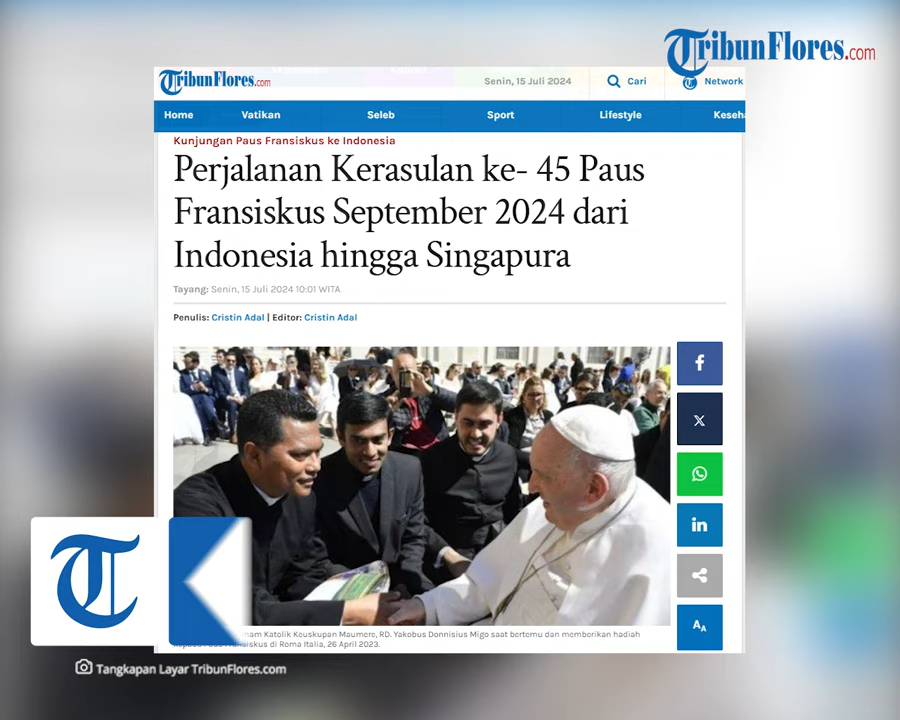 TribunFlores.com
TribunFlores.com
Senin, 15 Juli 2024
Cari
Network
Home
Vatikan
Seleb
Sport
Lifestyle
Keseh
Kunjungan Paus Fransiskus ke Indonesia
Perjalanan Kerasulan ke- 45 Paus
Fransiskus September 2024 dari
Indonesia hingga Singapura
Tayang: Senin, 15 Juli 2024 10:01 WITA
Penulis: Cristin Adal | Editor: Cristin Adal
Katolik Keuskupan Maumere, RD. Yakobus Donnisius Migo saat bertemu dan memberikan hadiah
di Roma Italia, 26 April 2023.
Tangkapan Layar TribunFlores.com